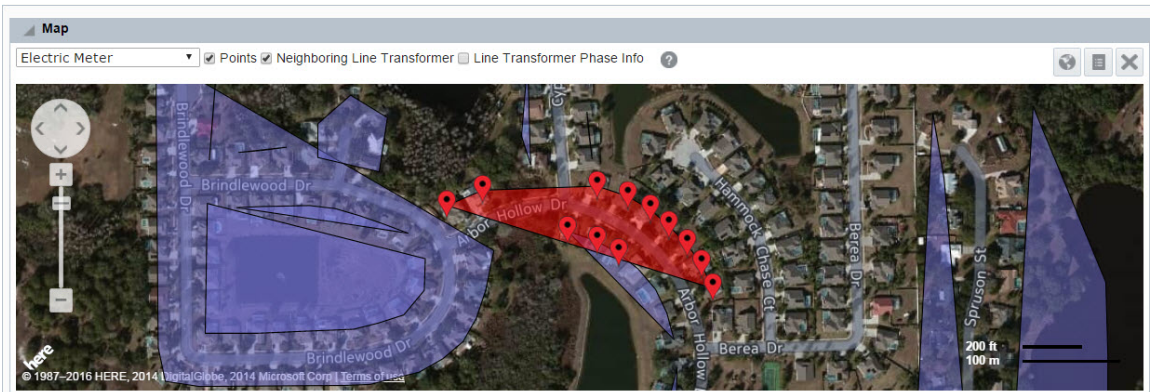 Map
Electric Meter Points Neighboring Line Transformer Line Transformer Phase Info ?
Brindlewood Dr
Cyp
Brindlewood Dr
Arbor Hollow Dr
Hammock Chase Ct
Berea Dr
Spruson St
Arbor Hollow
Brindlewood Dr
Berea Dr
200 ft
100 m
here
© 1987–2016 HERE, 2014 DigitalGlobe, 2014 Microsoft Corp | Terms of use